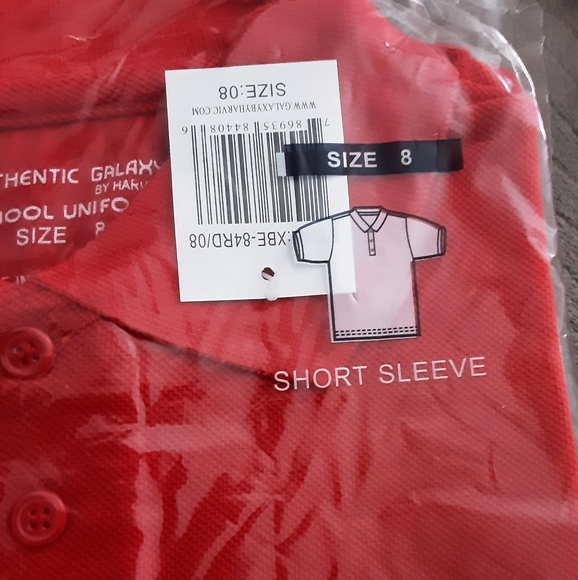 SIZE:08
WWW.GALAXYBYHARVIC.COM
7 86935 84408 6
:XBE-84RD/08
SIZE 8
SHORT SLEEVE
THENTIC GALAXY
BY HARV
OOL UNIFO
SIZE 8